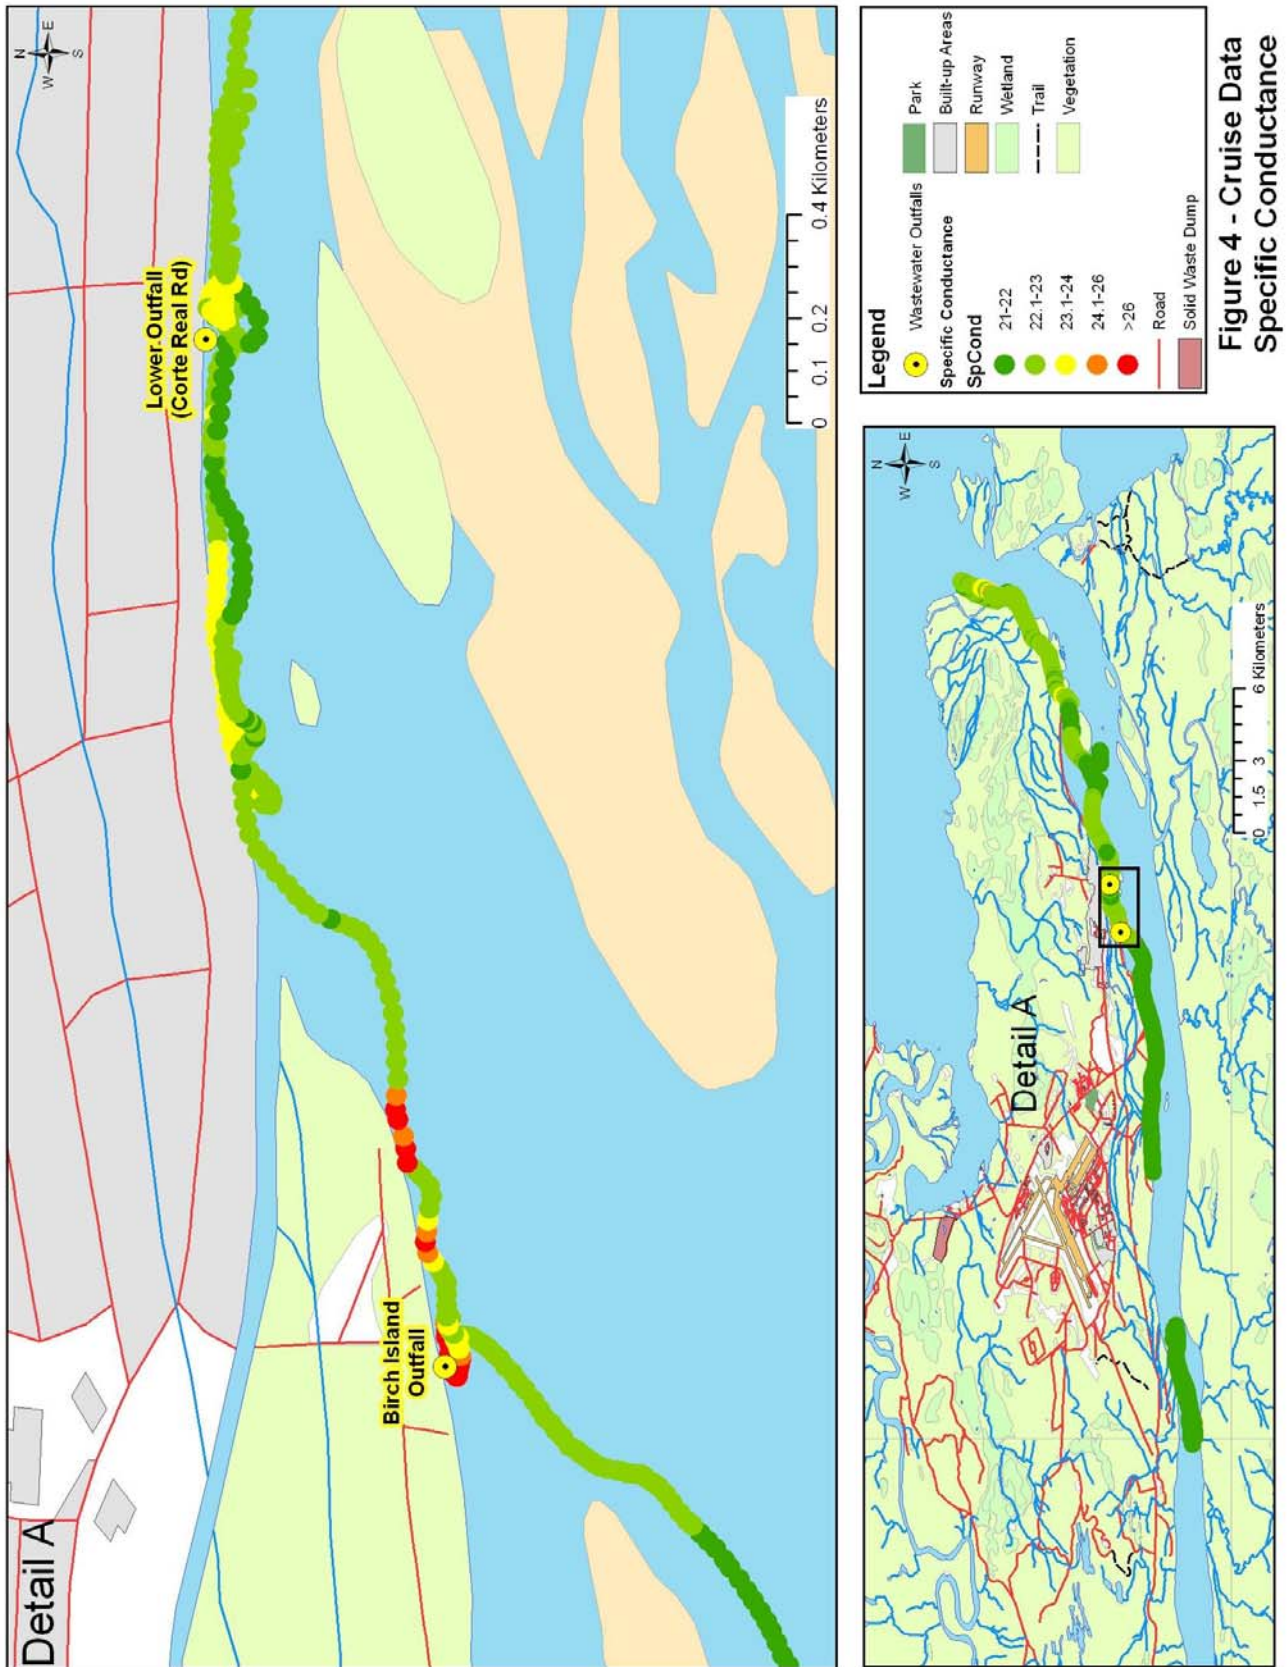 Detail A
N
W E
S
Lower Outfall
(Corte Real Rd)
Birch Island
Outfall
0 0.1 0.2 0.4 Kilometers
Detail A
N
W E
S
0 1.5 3 6 Kilometers
Legend
Wastewater Outfalls
Specific Conductance
SpCond
21-22
22.1-23
23.1-24
24.1-26
>26
Road
Solid Waste Dump
Park
Built-up Areas
Runway
Wetland
Trail
Vegetation
Figure 4 - Cruise Data
Specific Conductance